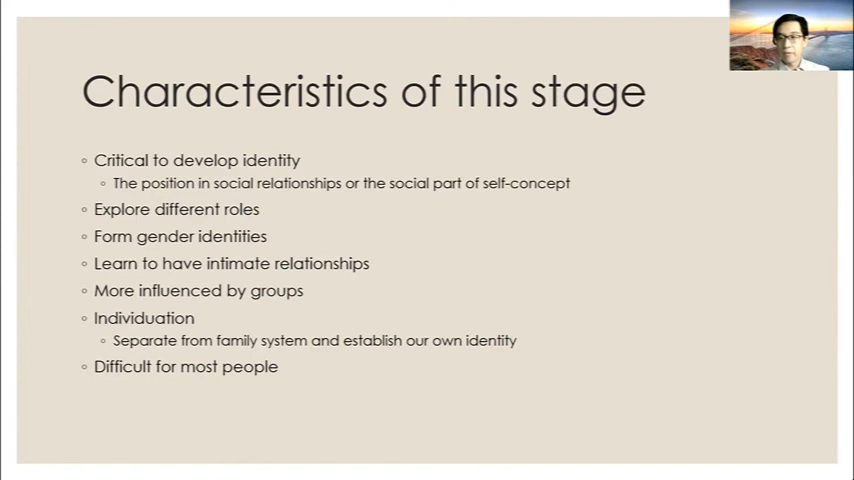 Characteristics of this stage
◦ Critical to develop identity
◦ The position in social relationships or the social part of self-concept
◦ Explore different roles
◦ Form gender identities
◦ Learn to have intimate relationships
◦ More influenced by groups
◦ Individuation
◦ Separate from family system and establish our own identity
◦ Difficult for most people